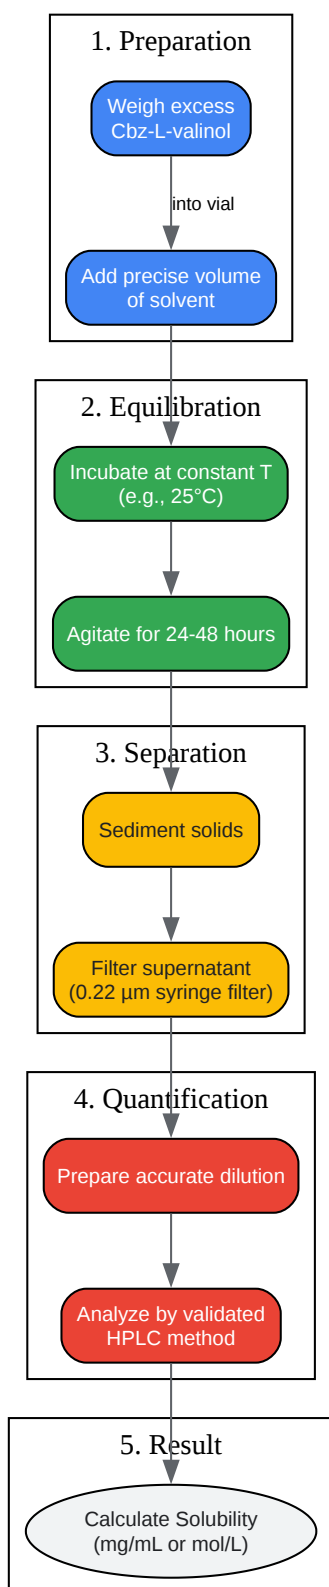 1. Preparation
Weigh excess
Cbz-L-valinol
into vial
Add precise volume
of solvent
2. Equilibration
Incubate at constant T
(e.g., 25°C)
Agitate for 24-48 hours
3. Separation
Sediment solids
Filter supernatant
(0.22 µm syringe filter)
4. Quantification
Prepare accurate dilution
Analyze by validated
HPLC method
5. Result
Calculate Solubility
(mg/mL or mol/L)